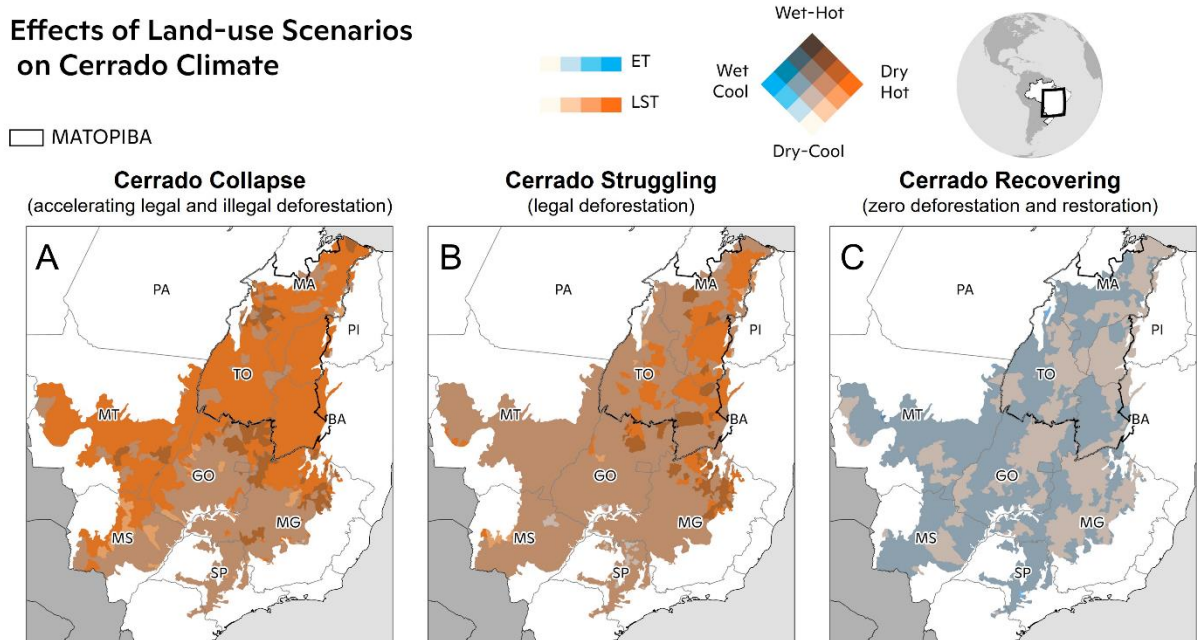 Effects of Land-use Scenarios
on Cerrado Climate
MATOPIBA
ET
LST
Wet-Hot
Wet
Cool
Dry
Hot
Dry-Cool
Cerrado Collapse
(accelerating legal and illegal deforestation)
Cerrado Struggling
(legal deforestation)
Cerrado Recovering
(zero deforestation and restoration)
A
PA
MA
PI
TO
MT
BA
GO
MG
MS
SP
B
PA
MA
PI
TO
MT
BA
GO
MG
MS
SP
C
PA
MA
PI
TO
MT
BA
GO
MG
MS
SP